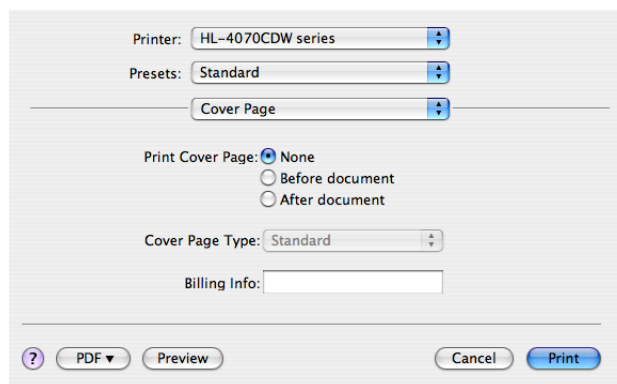 Printer: HL-4070CDW series
Presets: Standard
Cover Page
Print Cover Page: None
Before document
After document
Cover Page Type: Standard
Billing Info:
? PDF ▼ Preview Cancel Print